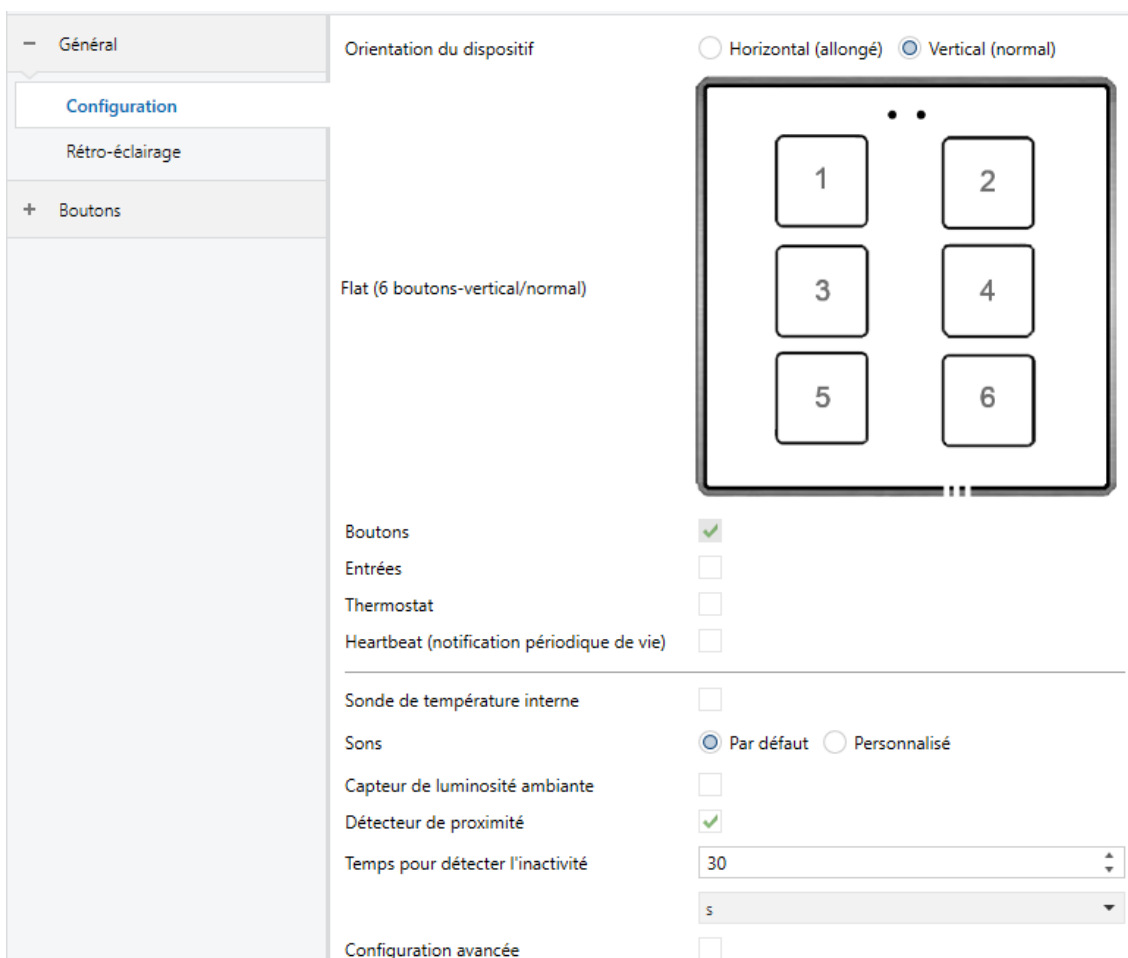 Général
Configuration
Rétro-éclairage
Boutons
Orientation du dispositif Horizontal (allongé) Vertical (normal)
1 2
3 4
5 6
Flat (6 boutons-vertical/normal)
Boutons
Entrées
Thermostat
Heartbeat (notification périodique de vie)
Sonde de température interne
Sons Par défaut Personnalisé
Capteur de luminosité ambiante
Détecteur de proximité
Temps pour détecter l'inactivité 30
s
Configuration avancée